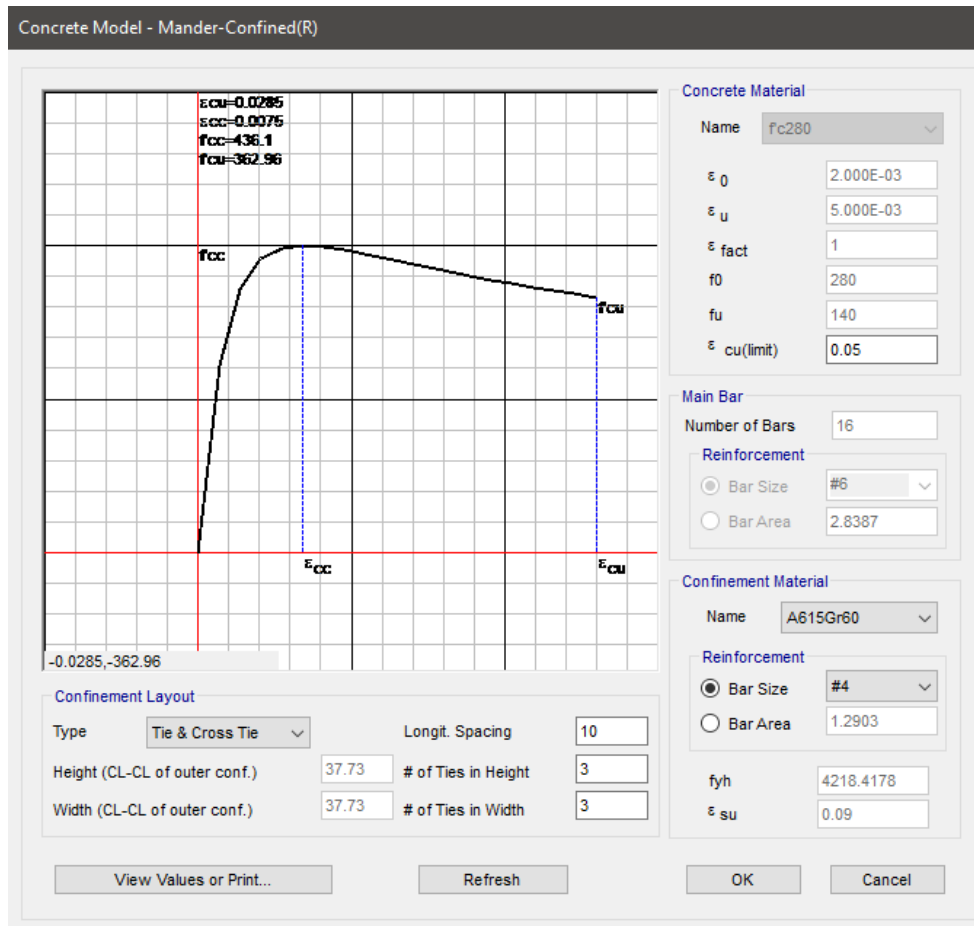 Concrete Model - Mander-Confined(R)
εcu=0.0285
εcc=0.0075
f'cc=436.1
f'cu=362.96
f'cc
f'cu
εcc
εcu
-0.0285,-362.96
Concrete Material
Name f'c280
ε 0 2.000E-03
ε u 5.000E-03
ε fact 1
f0 280
fu 140
ε cu(limit) 0.05
Main Bar
Number of Bars 16
Reinforcement
Bar Size #6
Bar Area 2.8387
Confinement Material
Name A615Gr60
Reinforcement
Bar Size #4
Bar Area 1.2903
fyh 4218.4178
ε su 0.09
Confinement Layout
Type Tie & Cross Tie Longit. Spacing 10
Height (CL-CL of outer conf.) 37.73 # of Ties in Height 3
Width (CL-CL of outer conf.) 37.73 # of Ties in Width 3
View Values or Print... Refresh OK Cancel